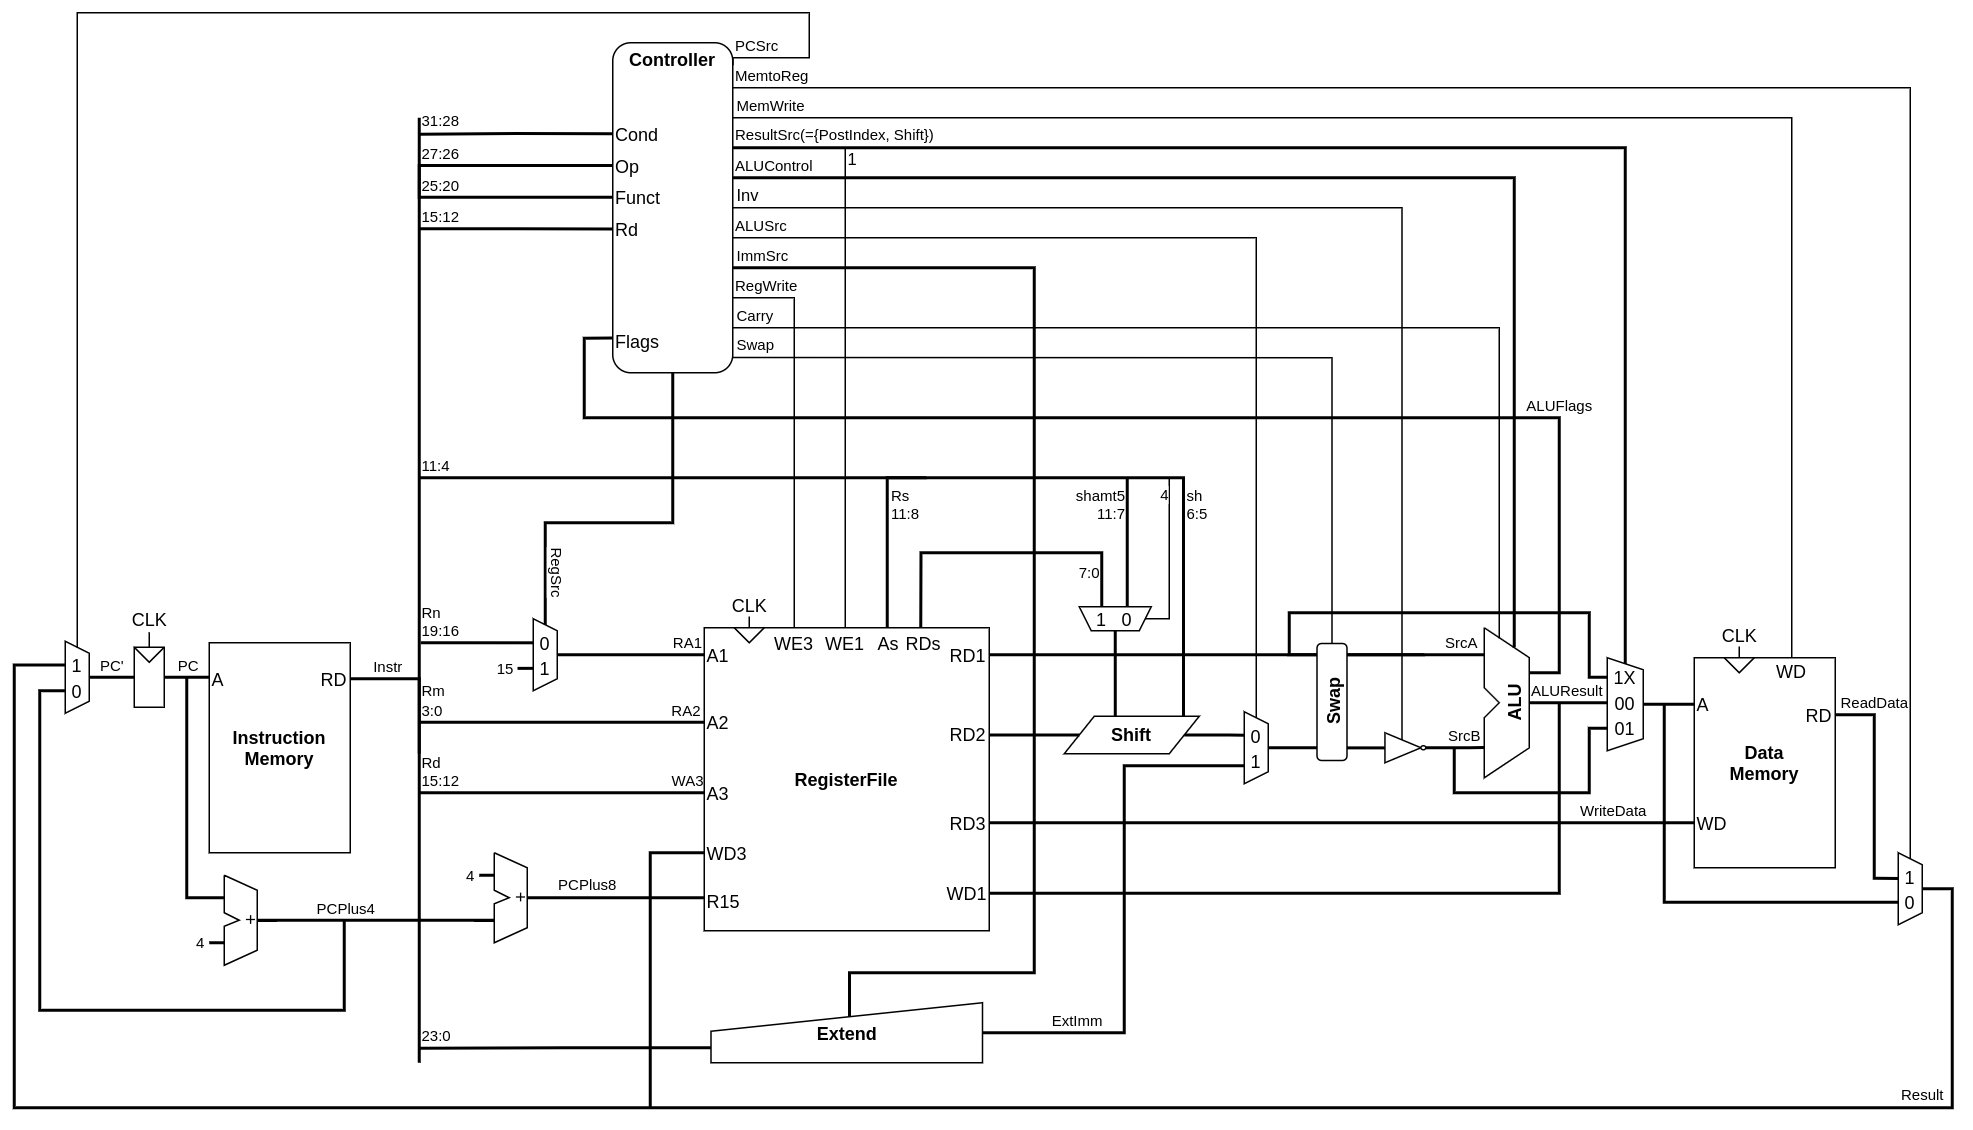 PCSrc
Controller
MemtoReg
MemWrite
31:28
Cond
ResultSrc(={PostIndex, Shift})
27:26
1
Op
ALUControl
25:20
Funct
Inv
15:12
Rd
ALUSrc
ImmSrc
RegWrite
Carry
Flags
Swap
ALUFlags
11:4
Rs
11:8
shamt5
11:7
4
sh
6:5
RegSrc
7:0
CLK
Rn
19:16
CLK
1 0
CLK
0
15
1
RA1
WE3
WE1
As
RDs
A1
RD1
SrcA
1
0
PC'
PC
A
RD
Instr
Rm
3:0
RA2
A2
RD2
Shift
0
1
Swap
SrcB
ALU
ALUResult
1X
00
01
WD
A
RD
ReadData
Instruction
Memory
Data
Memory
Rd
15:12
WA3
A3
RegisterFile
RD3
WriteData
WD
WD3
4
PCPlus8
+
R15
WD1
1
0
PCPlus4
+
4
23:0
Extend
ExtImm
Result